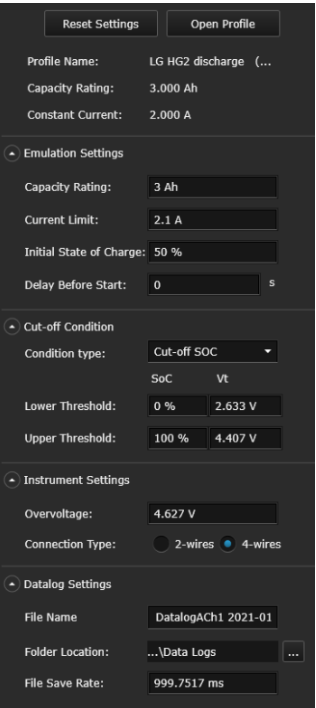 Reset Settings Open Profile
Profile Name: LG HG2 discharge (...
Capacity Rating: 3.000 Ah
Constant Current: 2.000 A
Emulation Settings
Capacity Rating: 3 Ah
Current Limit: 2.1 A
Initial State of Charge: 50 %
Delay Before Start: 0 s
Cut-off Condition
Condition type: Cut-off SOC
SoC Vt
Lower Threshold: 0 % 2.633 V
Upper Threshold: 100 % 4.407 V
Instrument Settings
Overvoltage: 4.627 V
Connection Type: 2-wires 4-wires
Datalog Settings
File Name DatalogACh1 2021-01
Folder Location: ...\Data Logs ...
File Save Rate: 999.7517 ms